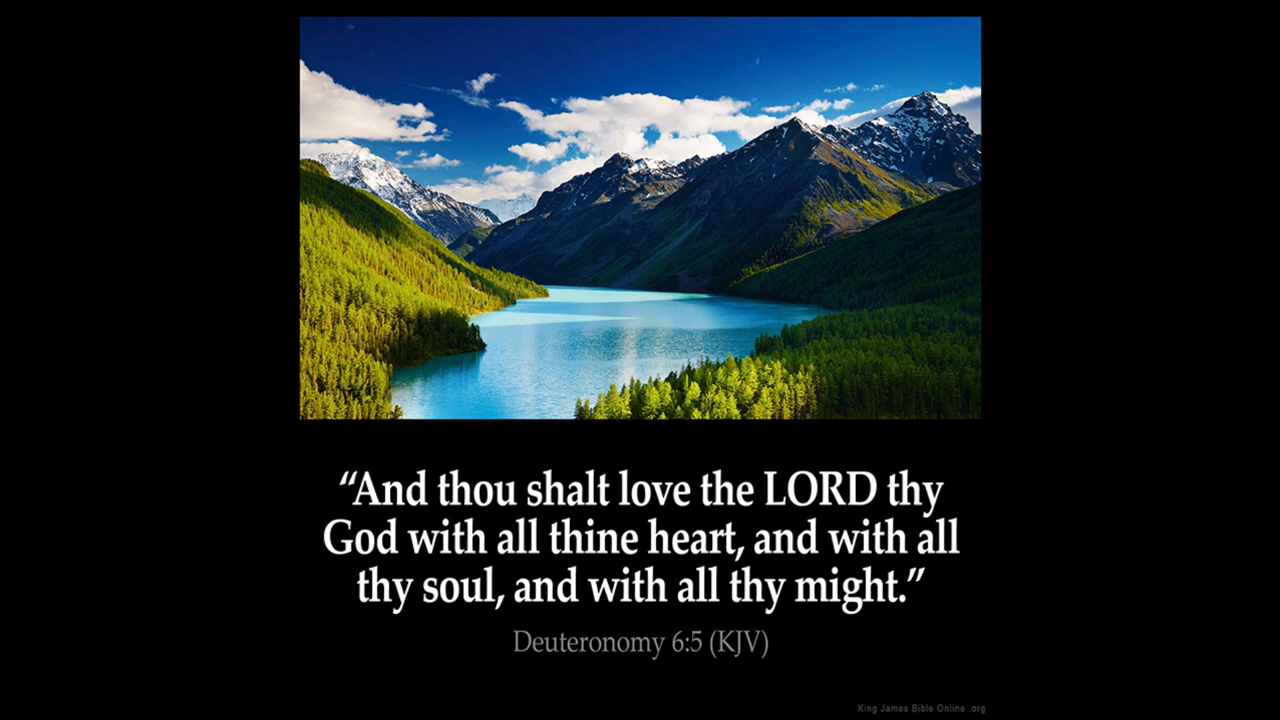 “And thou shalt love the LORD thy
God with all thine heart, and with all
thy soul, and with all thy might.”
Deuteronomy 6:5 (KJV)
King James Bible Online .org